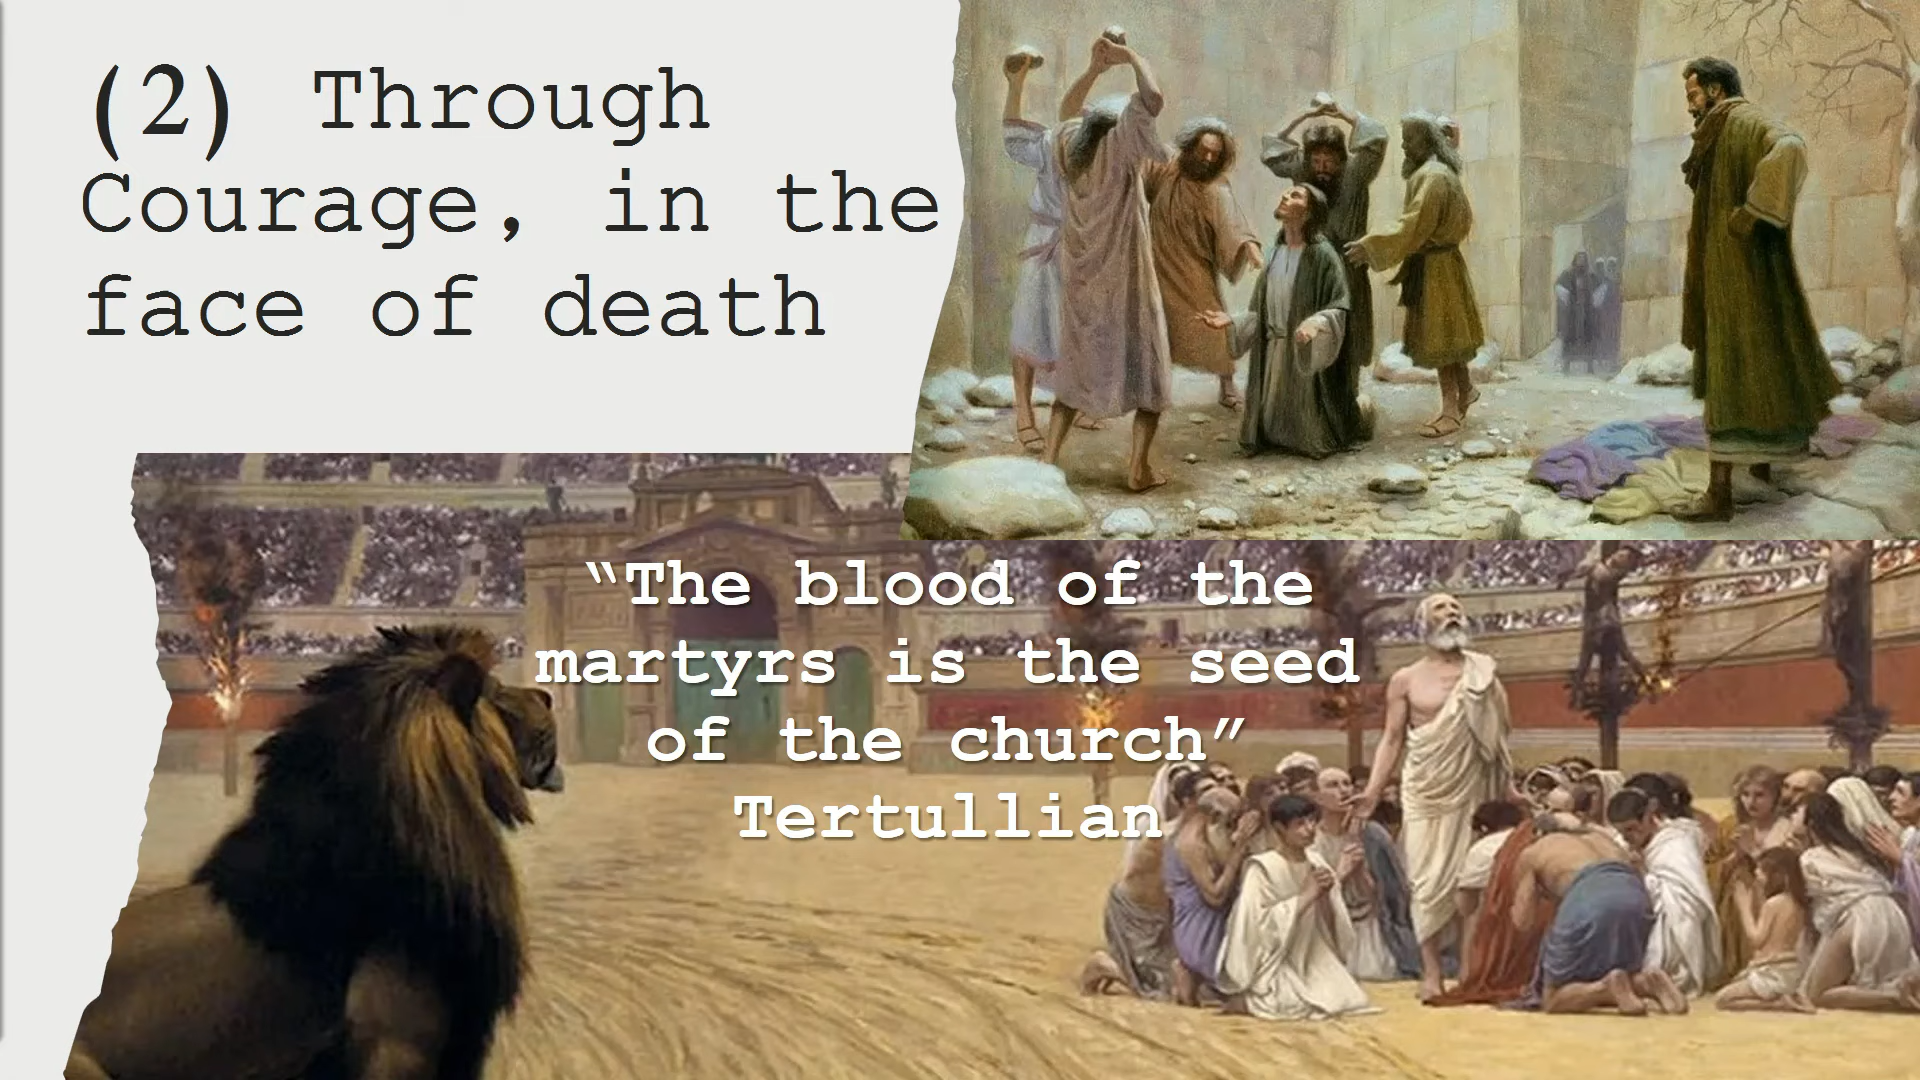 (2) Through
Courage, in the
face of death
“The blood of the
martyrs is the seed
of the church”
Tertullian